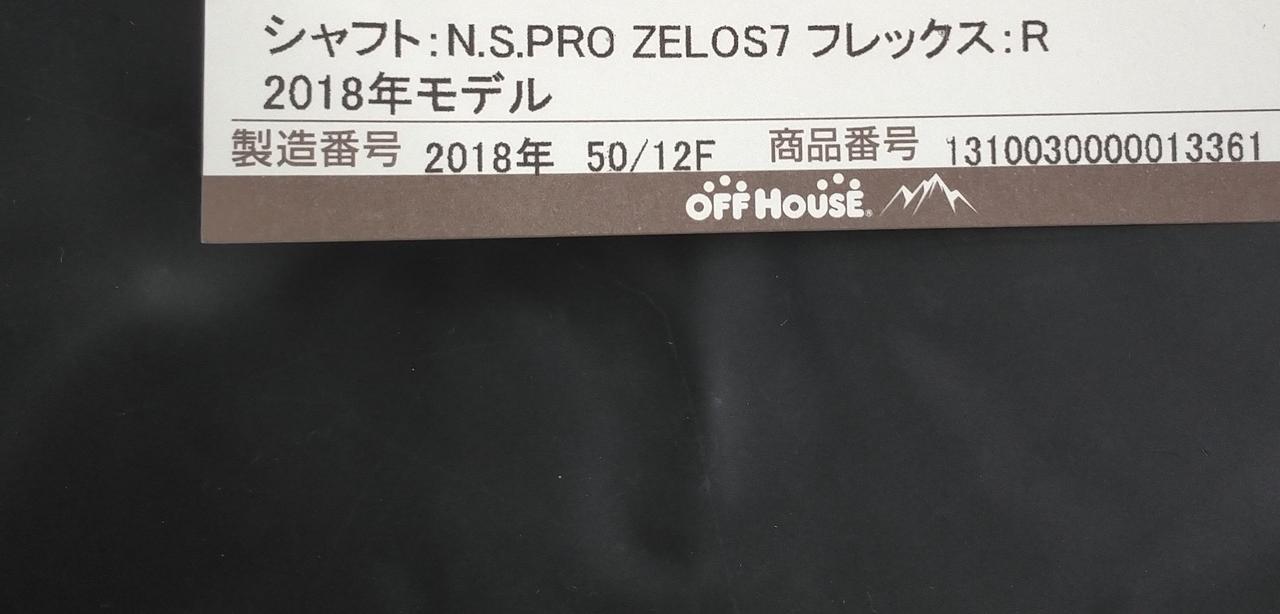 シャフト:N.S.PRO ZELOS7 フレックス:R
2018年モデル
製造番号 2018年 50/12F 商品番号 1310030000013361
OFF HOUSE®